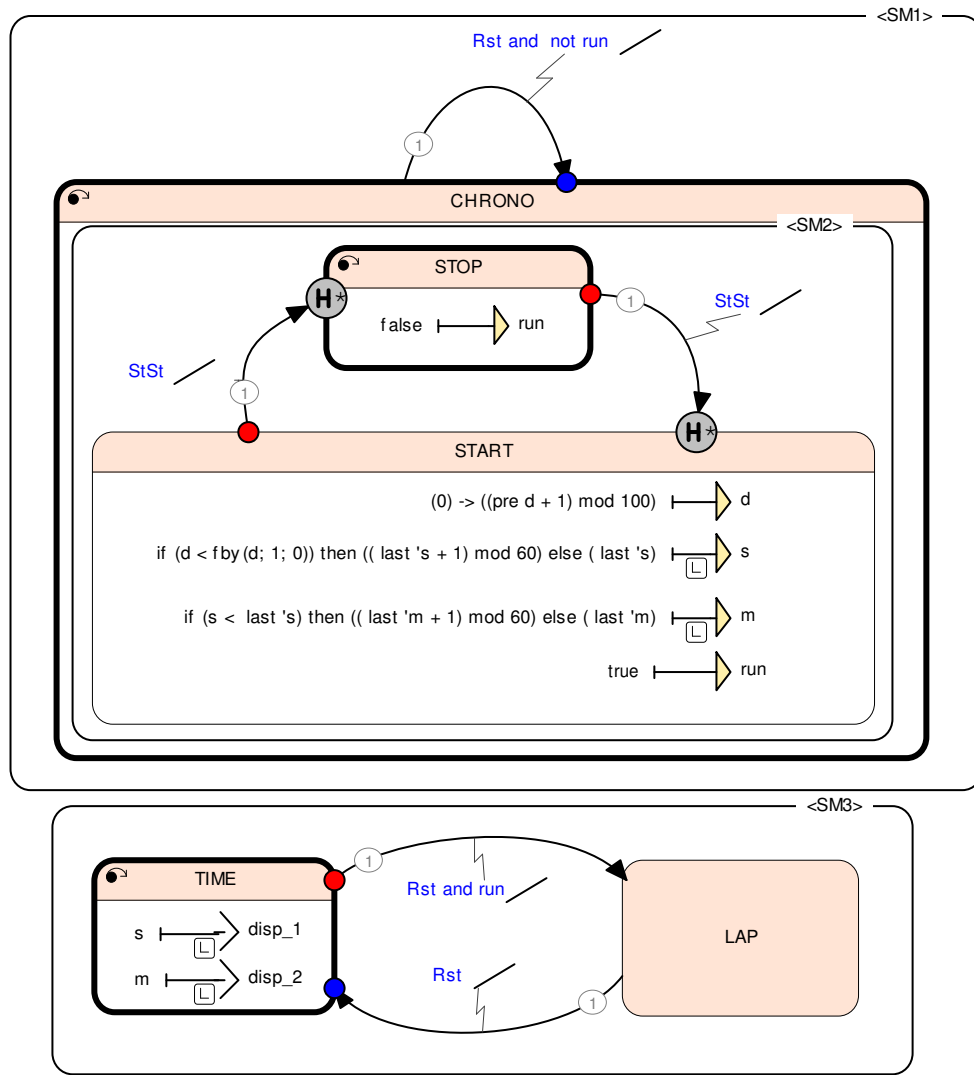 <SM1>
Rst and not run
1
CHRONO
<SM2>
STOP
H*
1
StSt
false
run
StSt
1
H*
START
(0) -> ((pre d + 1) mod 100)
d
if (d < fby(d; 1; 0)) then (( last 's + 1) mod 60) else ( last 's)
s
L
if (s < last 's) then (( last 'm + 1) mod 60) else ( last 'm)
m
L
true
run
<SM3>
1
TIME
Rst and run
s
disp_1
L
LAP
m
disp_2
L
Rst
1